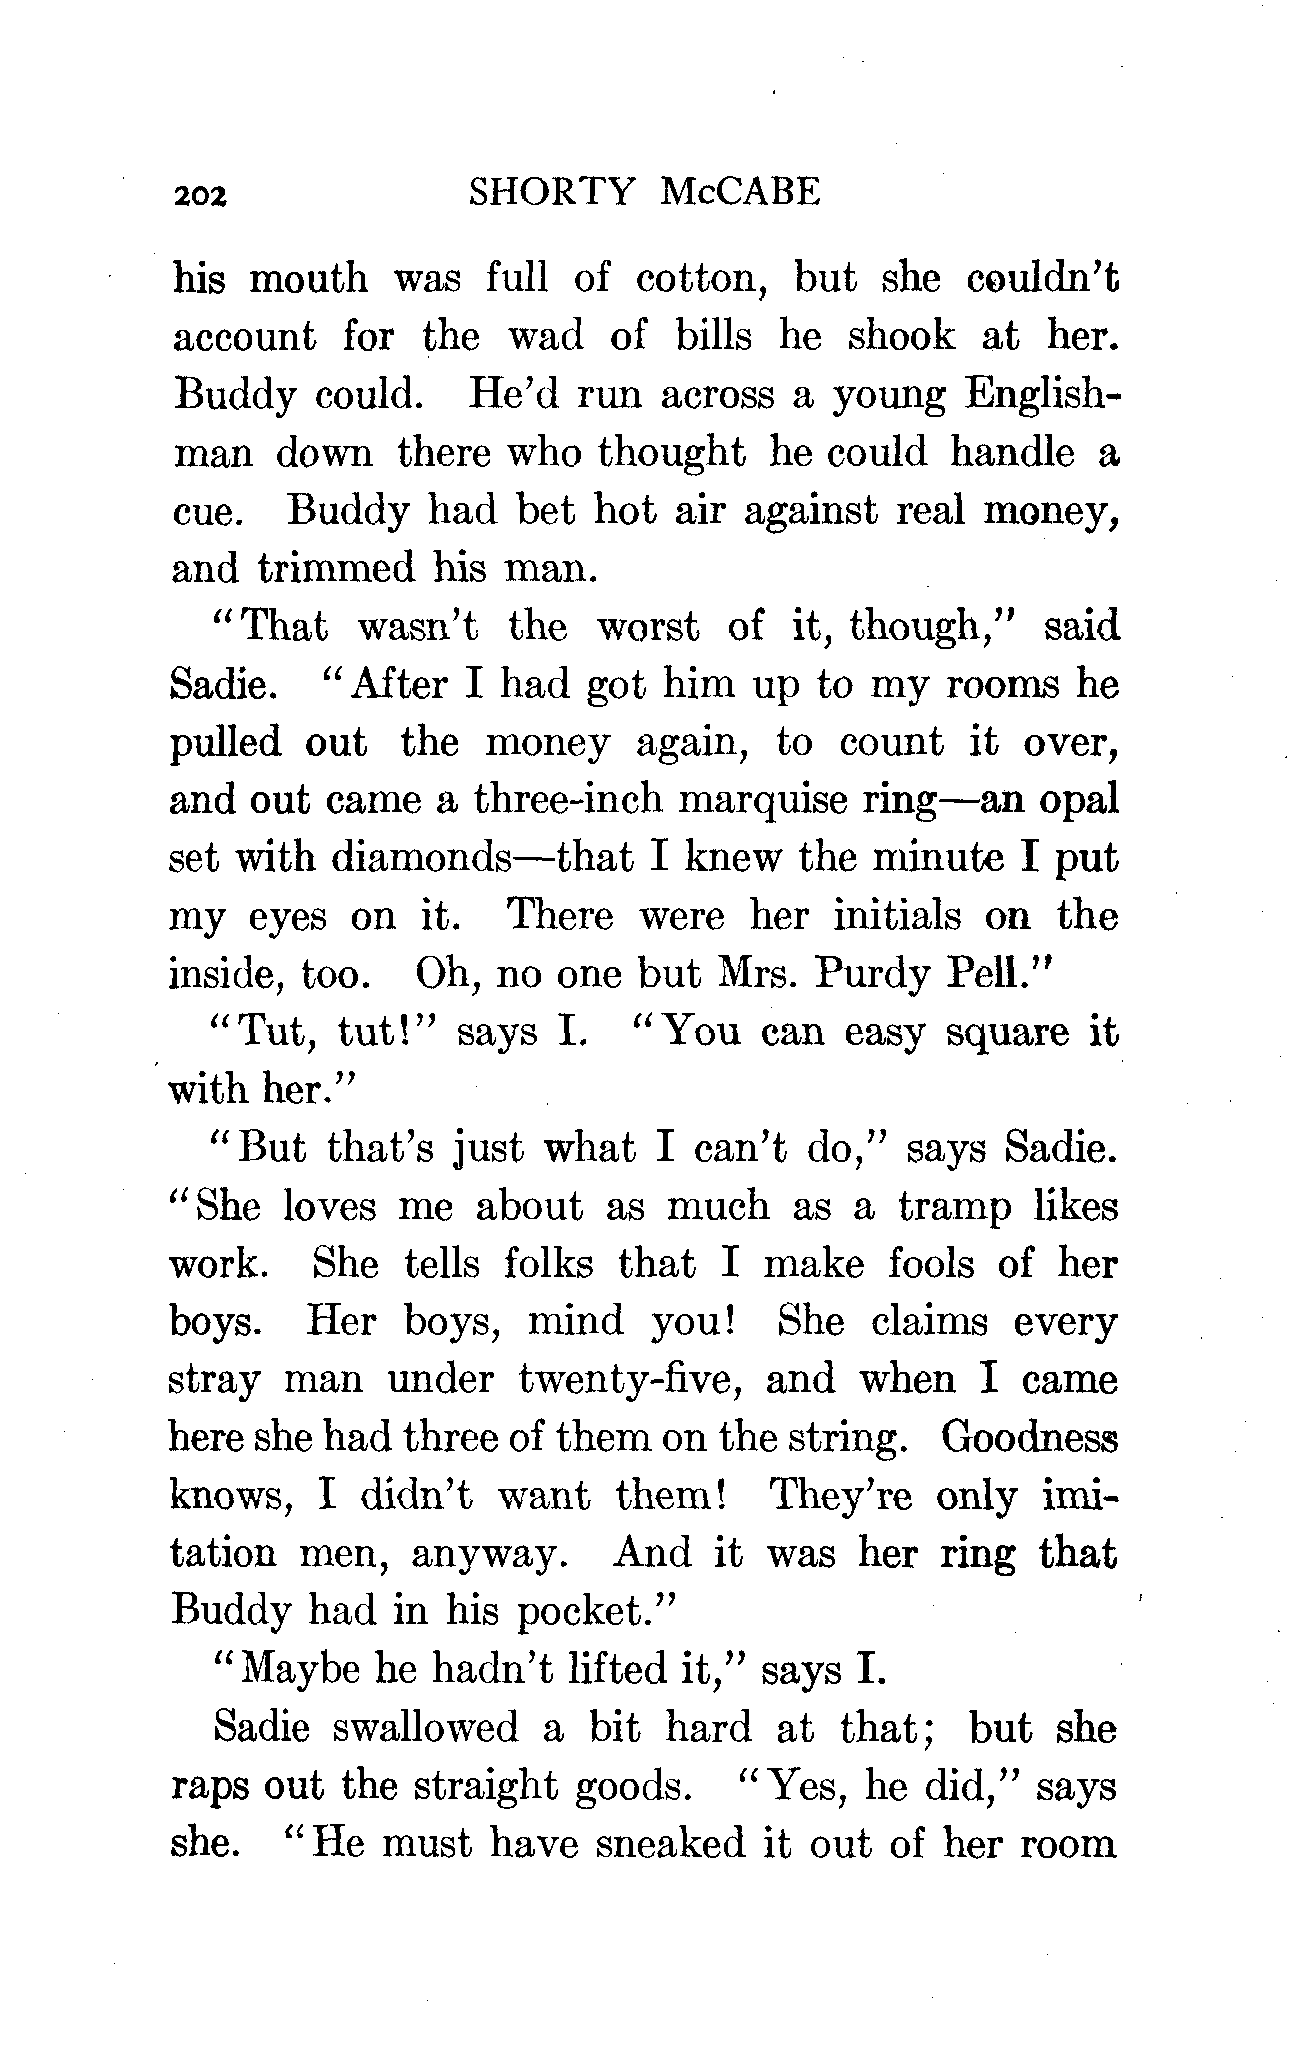 202 SHORTY McCABE
his mouth was full of cotton, but she couldn't
account for the wad of bills he shook at her.
Buddy could. He'd run across a young English-
man down there who thought he could handle a
cue. Buddy had bet hot air against real money,
and trimmed his man.
"That wasn't the worst of it, though," said
Sadie. "After I had got him up to my rooms he
pulled out the money again, to count it over,
and out came a three-inch marquise ring—an opal
set with diamonds—that I knew the minute I put
my eyes on it. There were her initials on the
inside, too. Oh, no one but Mrs. Purdy Pell."
"Tut, tut!" says I. "You can easy square it
with her."
"But that's just what I can't do," says Sadie.
"She loves me about as much as a tramp likes
work. She tells folks that I make fools of her
boys. Her boys, mind you! She claims every
stray man under twenty-five, and when I came
here she had three of them on the string. Goodness
knows, I didn't want them! They're only imi-
tation men, anyway. And it was her ring that
Buddy had in his pocket."
"Maybe he hadn't lifted it," says I.
Sadie swallowed a bit hard at that; but she
raps out the straight goods. "Yes, he did," says
she. "He must have sneaked it out of her room